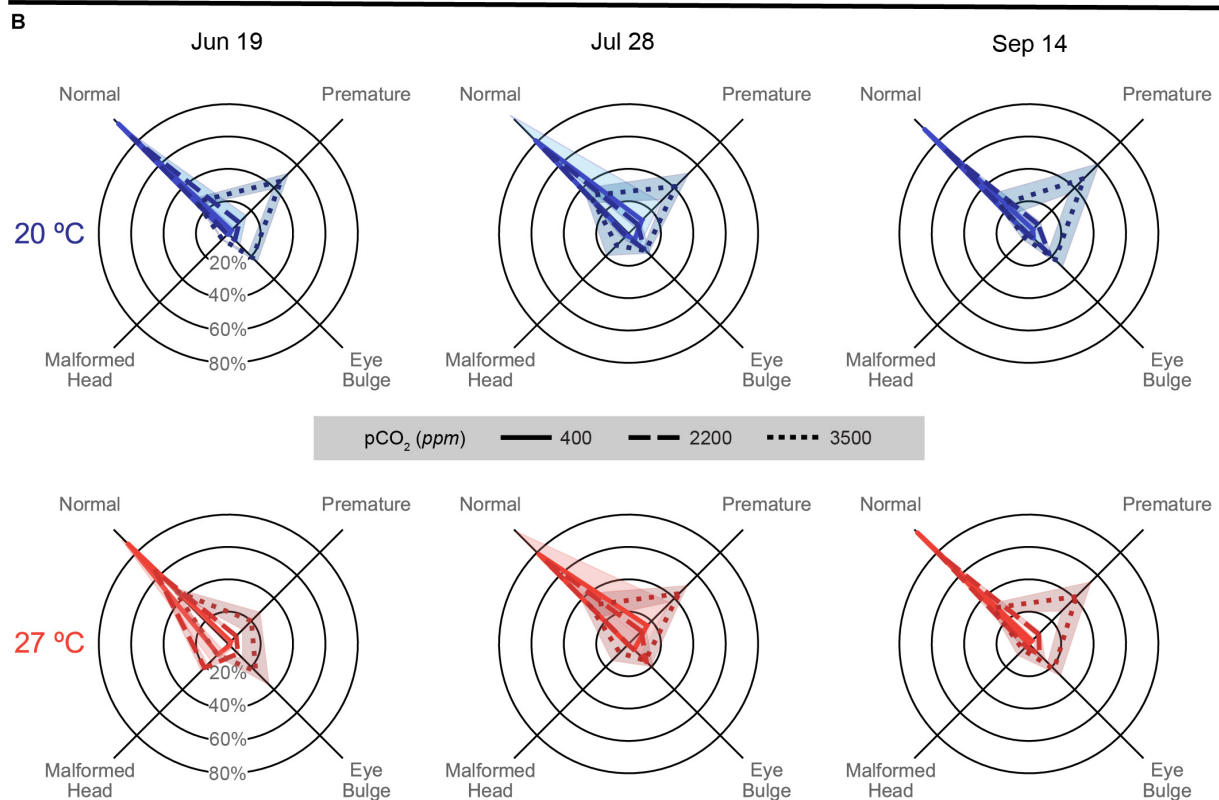 B
Jun 19
Jul 28
Sep 14
20 ºC
Normal
Premature
20%
40%
60%
80%
Malformed
Head
Eye
Bulge
Normal
Premature
Malformed
Head
Eye
Bulge
Normal
Premature
Malformed
Head
Eye
Bulge
pCO₂ (ppm) 400 2200 3500
27 ºC
Normal
Premature
20%
40%
60%
80%
Malformed
Head
Eye
Bulge
Normal
Premature
Malformed
Head
Eye
Bulge
Normal
Premature
Malformed
Head
Eye
Bulge